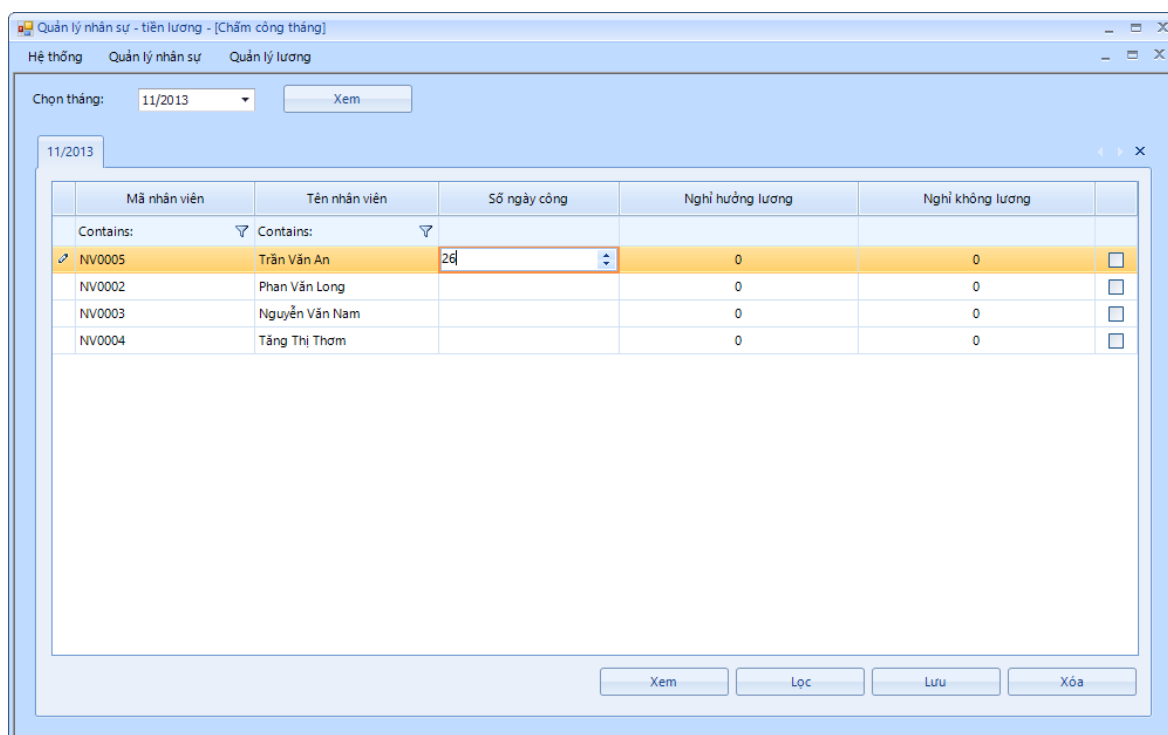 Quản lý nhân sự - tiền lương - [Chấm công tháng]
Hệ thống Quản lý nhân sự Quản lý lương
Chọn tháng: 11/2013 Xem
11/2013
Mã nhân viên Tên nhân viên Số ngày công Nghỉ hưởng lương Nghỉ không lương
Contains: Contains:
NV0005 Trần Văn An 26 0 0
NV0002 Phan Văn Long 0 0
NV0003 Nguyễn Văn Nam 0 0
NV0004 Tăng Thị Thơm 0 0
Xem Lọc Lưu Xóa